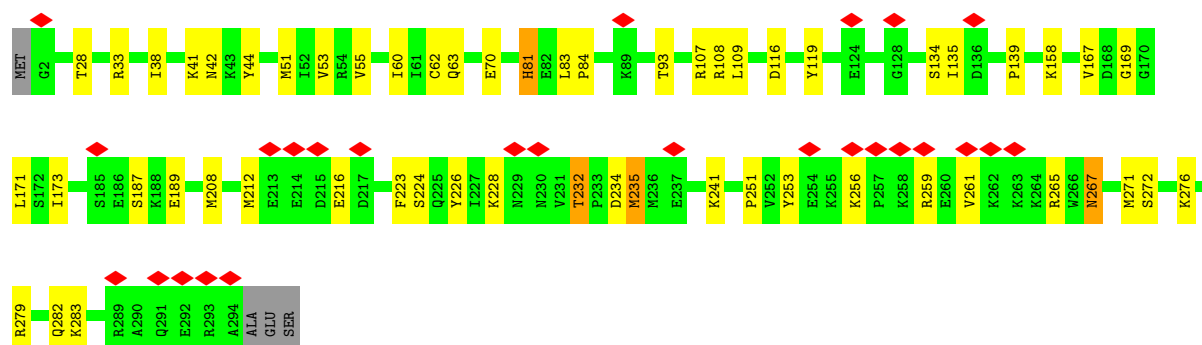 MET G2 T28 R33 I38 K41 N42 K43 Y44 M51 I52 V53 R54 V55 I60 I61 C62 Q63 E70 H81 E82 L83 P84 K89 T93 R107 R108 L109 D116 Y119 E124 G128 S134 I135 D136 P139 K158 V167 D168 G169 G170
L171 S172 I173 S185 E186 S187 K188 E189 M208 M212 E213 E214 D215 E216 D217 F223 S224 Q225 Y226 I227 K228 N229 N230 V231 T232 P233 D234 M235 M236 E237 K241 P251 V252 Y253 E254 K255 K256 P257 K258 R259 E260 V261 K262 K263 K264 R265 W266 N267 M271 S272 K276
R279 Q282 K283 R289 A290 Q291 E292 R293 A294 ALA GLU SER